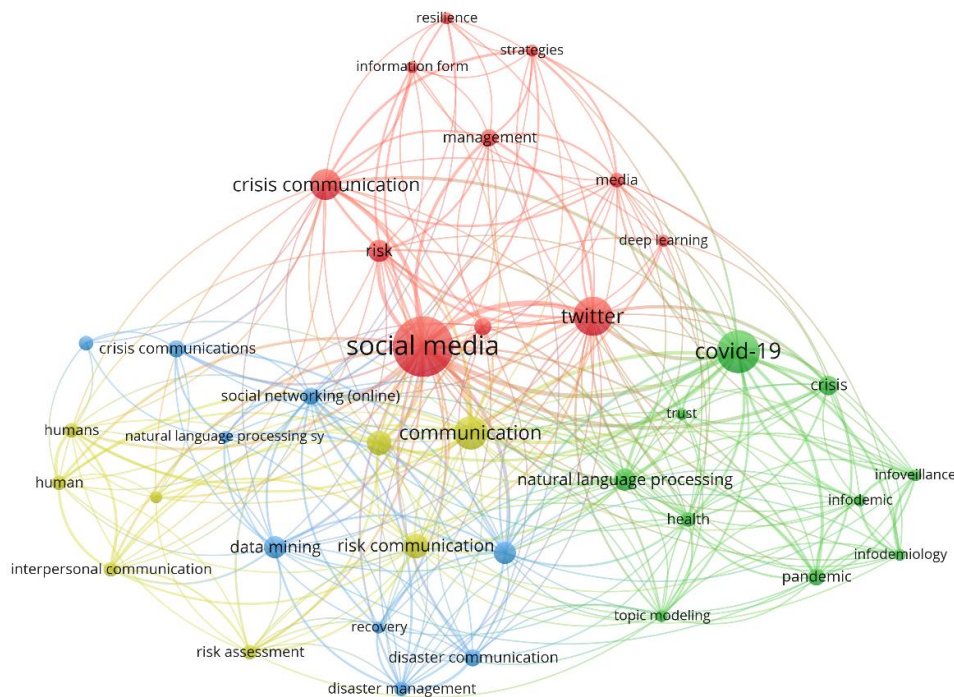 resilience
strategies
information form
management
crisis communication
media
deep learning
risk
twitter
social media
covid-19
crisis communications
crisis
social networking (online)
trust
humans
natural language processing sy
communication
human
natural language processing
infoveillance
infodemic
health
data mining
risk communication
infodemiology
interpersonal communication
pandemic
topic modeling
recovery
risk assessment
disaster communication
disaster management